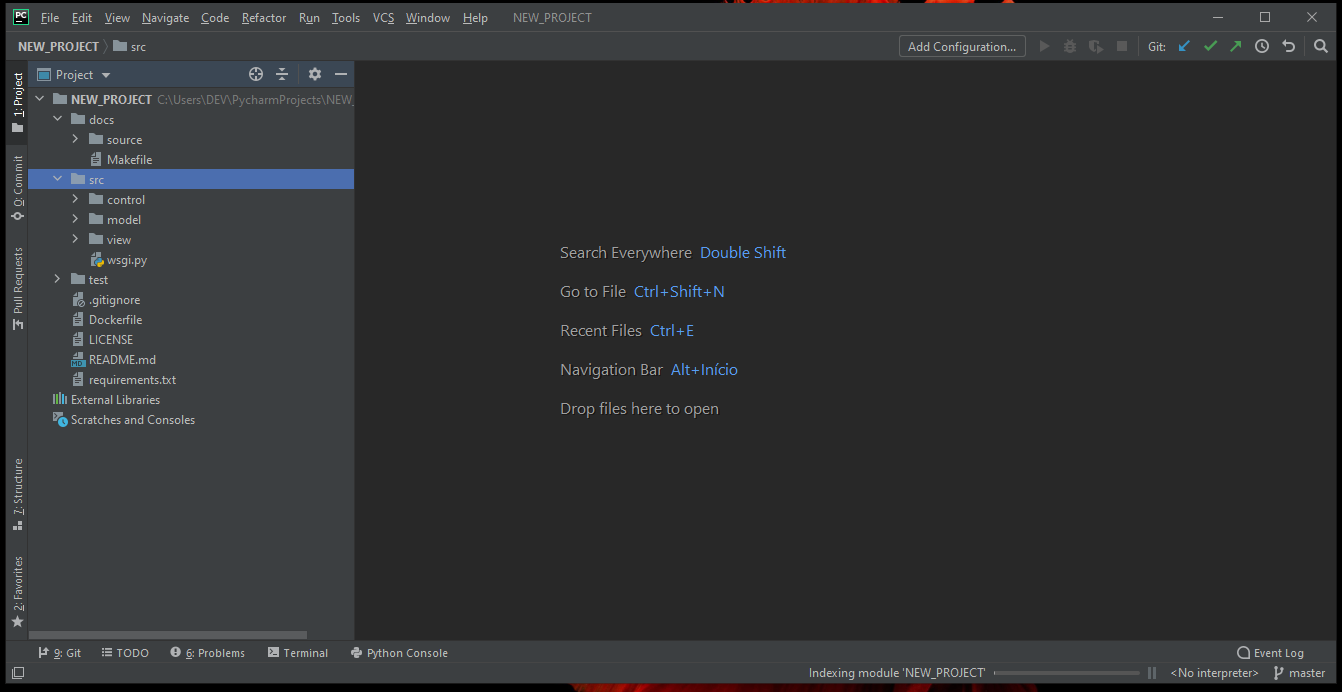 PC File Edit View Navigate Code Refactor Run Tools VCS Window Help NEW_PROJECT
NEW_PROJECT src Add Configuration... Git:
1: Project
0: Commit
Pull Requests
7: Structure
2: Favorites
Project
NEW_PROJECT C:\Users\DEV\PycharmProjects\NEW_
docs
source
Makefile
src
control
model
view
wsgi.py
test
.gitignore
Dockerfile
LICENSE
MD README.md
requirements.txt
External Libraries
Scratches and Consoles
Search Everywhere Double Shift
Go to File Ctrl+Shift+N
Recent Files Ctrl+E
Navigation Bar Alt+Início
Drop files here to open
9: Git TODO 6: Problems Terminal Python Console Event Log
Indexing module 'NEW_PROJECT' <No interpreter> master